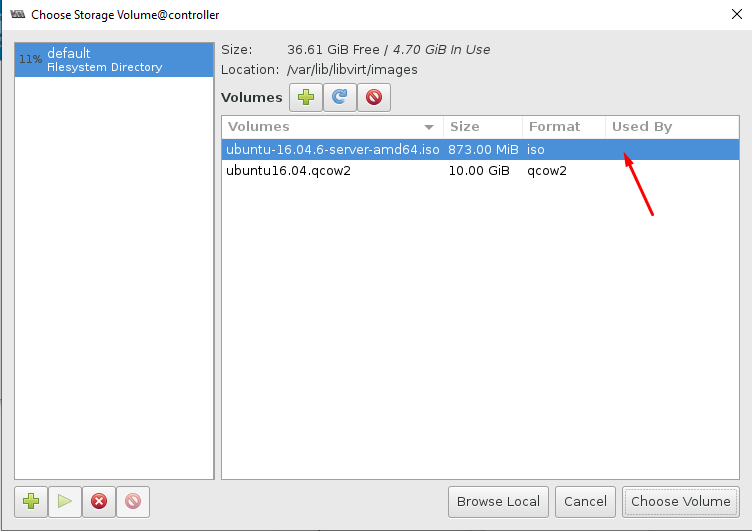 Choose Storage Volume@controller
11% default
Filesystem Directory
Size: 36.61 GiB Free / 4.70 GiB In Use
Location: /var/lib/libvirt/images
Volumes
Volumes Size Format Used By
ubuntu-16.04.6-server-amd64.iso 873.00 MiB iso
ubuntu16.04.qcow2 10.00 GiB qcow2
Browse Local Cancel Choose Volume